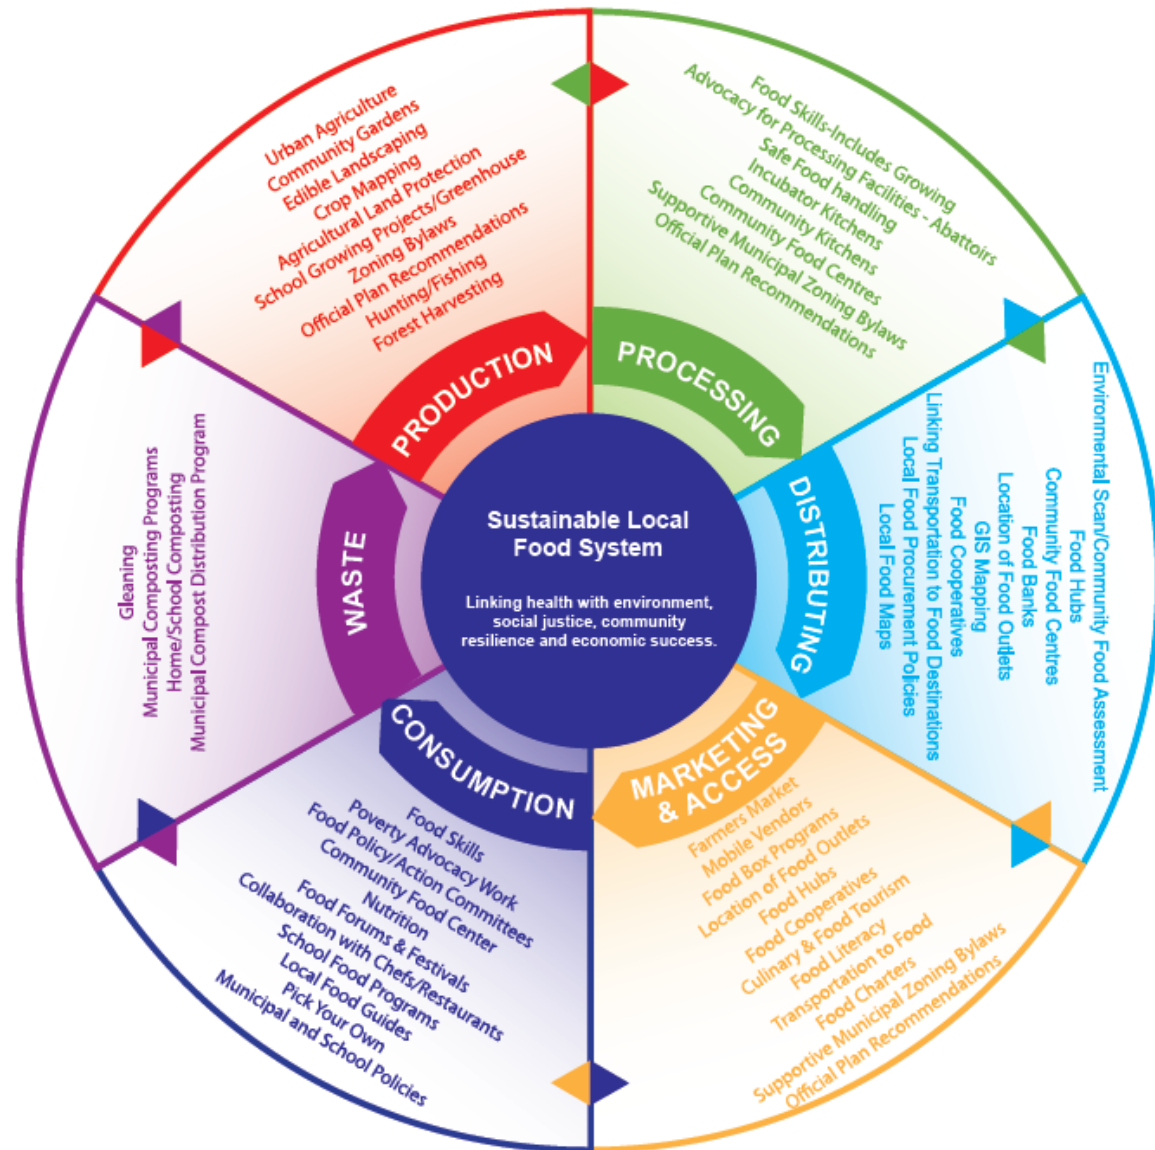 Sustainable Local
Food System
Linking health with environment,
social justice, community
resilience and economic success.
PRODUCTION
Urban Agriculture
Community Gardens
Edible Landscaping
Crop Mapping
Agricultural Land Protection
School Growing Projects/Greenhouse
Zoning Bylaws
Official Plan Recommendations
Hunting/Fishing
Forest Harvesting
PROCESSING
Food Skills-Includes Growing
Advocacy for Processing Facilities - Abattoirs
Safe Food handling
Incubator Kitchens
Community Kitchens
Community Food Centres
Supportive Municipal Zoning Bylaws
Official Plan Recommendations
DISTRIBUTING
Environmental Scan/Community Food Assessment
Food Hubs
Community Food Centres
Food Banks
Location of Food Outlets
GIS Mapping
Food Cooperatives
Linking Transportation to Food Destinations
Local Food Procurement Policies
Local Food Maps
MARKETING
& ACCESS
Farmers Market
Mobile Vendors
Food Box Programs
Location of Food Outlets
Food Hubs
Food Cooperatives
Culinary & Food Tourism
Food Literacy
Transportation to Food
Food Charters
Supportive Municipal Zoning Bylaws
Official Plan Recommendations
CONSUMPTION
Food Skills
Poverty Advocacy Work
Food Policy/Action Committees
Community Food Center
Nutrition
Food Forums & Festivals
Collaboration with Chefs/Restaurants
School Food Programs
Local Food Guides
Pick Your Own
Municipal and School Policies
WASTE
Gleaning
Municipal Composting Programs
Home/School Composting
Municipal Compost Distribution Program